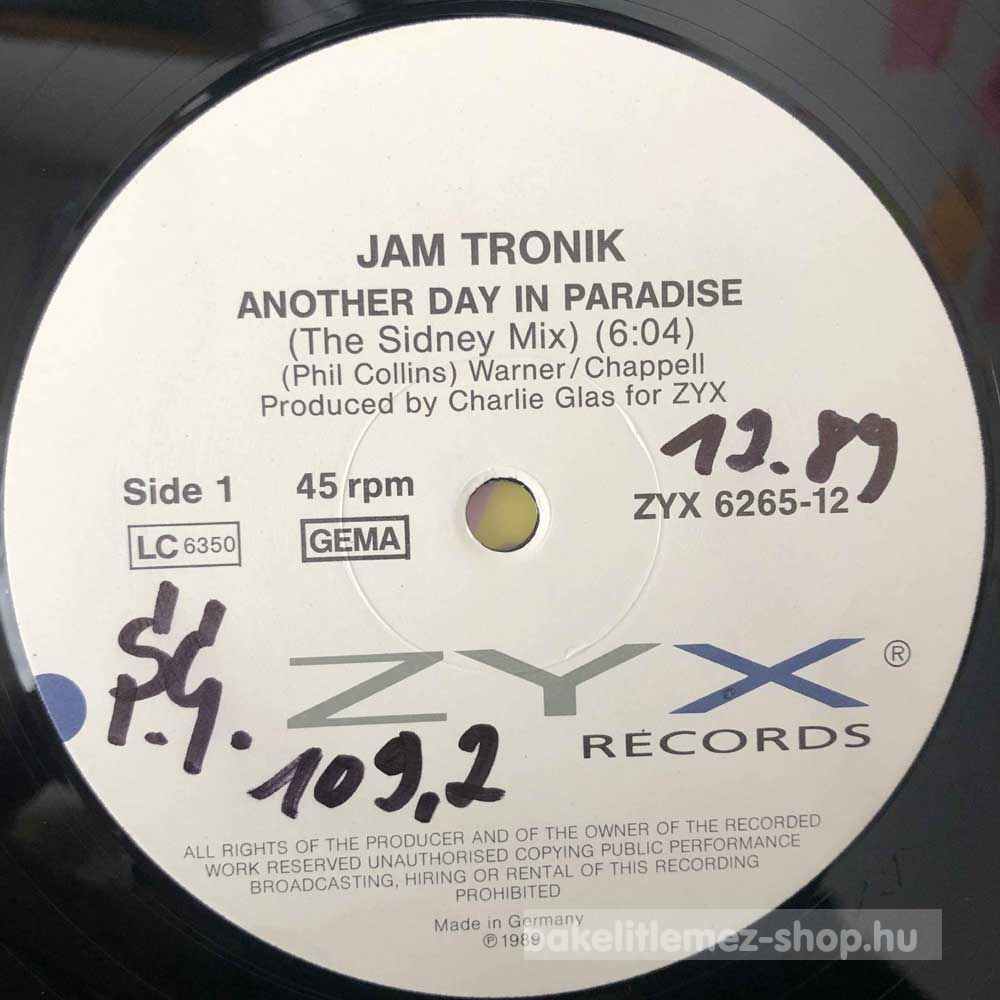 JAM TRONIK
ANOTHER DAY IN PARADISE
(The Sidney Mix) (6:04)
(Phil Collins) Warner/Chappell
Produced by Charlie Glas for ZYX
12.89
Side 1 45 rpm ZYX 6265-12
LC 6350 GEMA
ZYX ®
RECORDS
109,2
ALL RIGHTS OF THE PRODUCER AND OF THE OWNER OF THE RECORDED
WORK RESERVED UNAUTHORISED COPYING PUBLIC PERFORMANCE
BROADCASTING, HIRING OR RENTAL OF THIS RECORDING
PROHIBITED
Made in Germany
℗ 1989
bakelitlemez-shop.hu